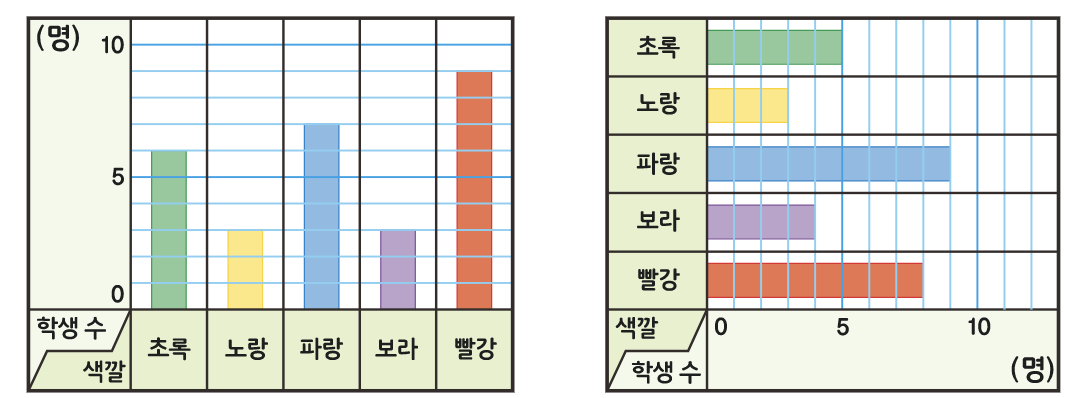 (명)
10
5
0
학생 수
색깔
초록 노랑 파랑 보라 빨강
초록
노랑
파랑
보라
빨강
색깔
학생 수
0 5 10
(명)